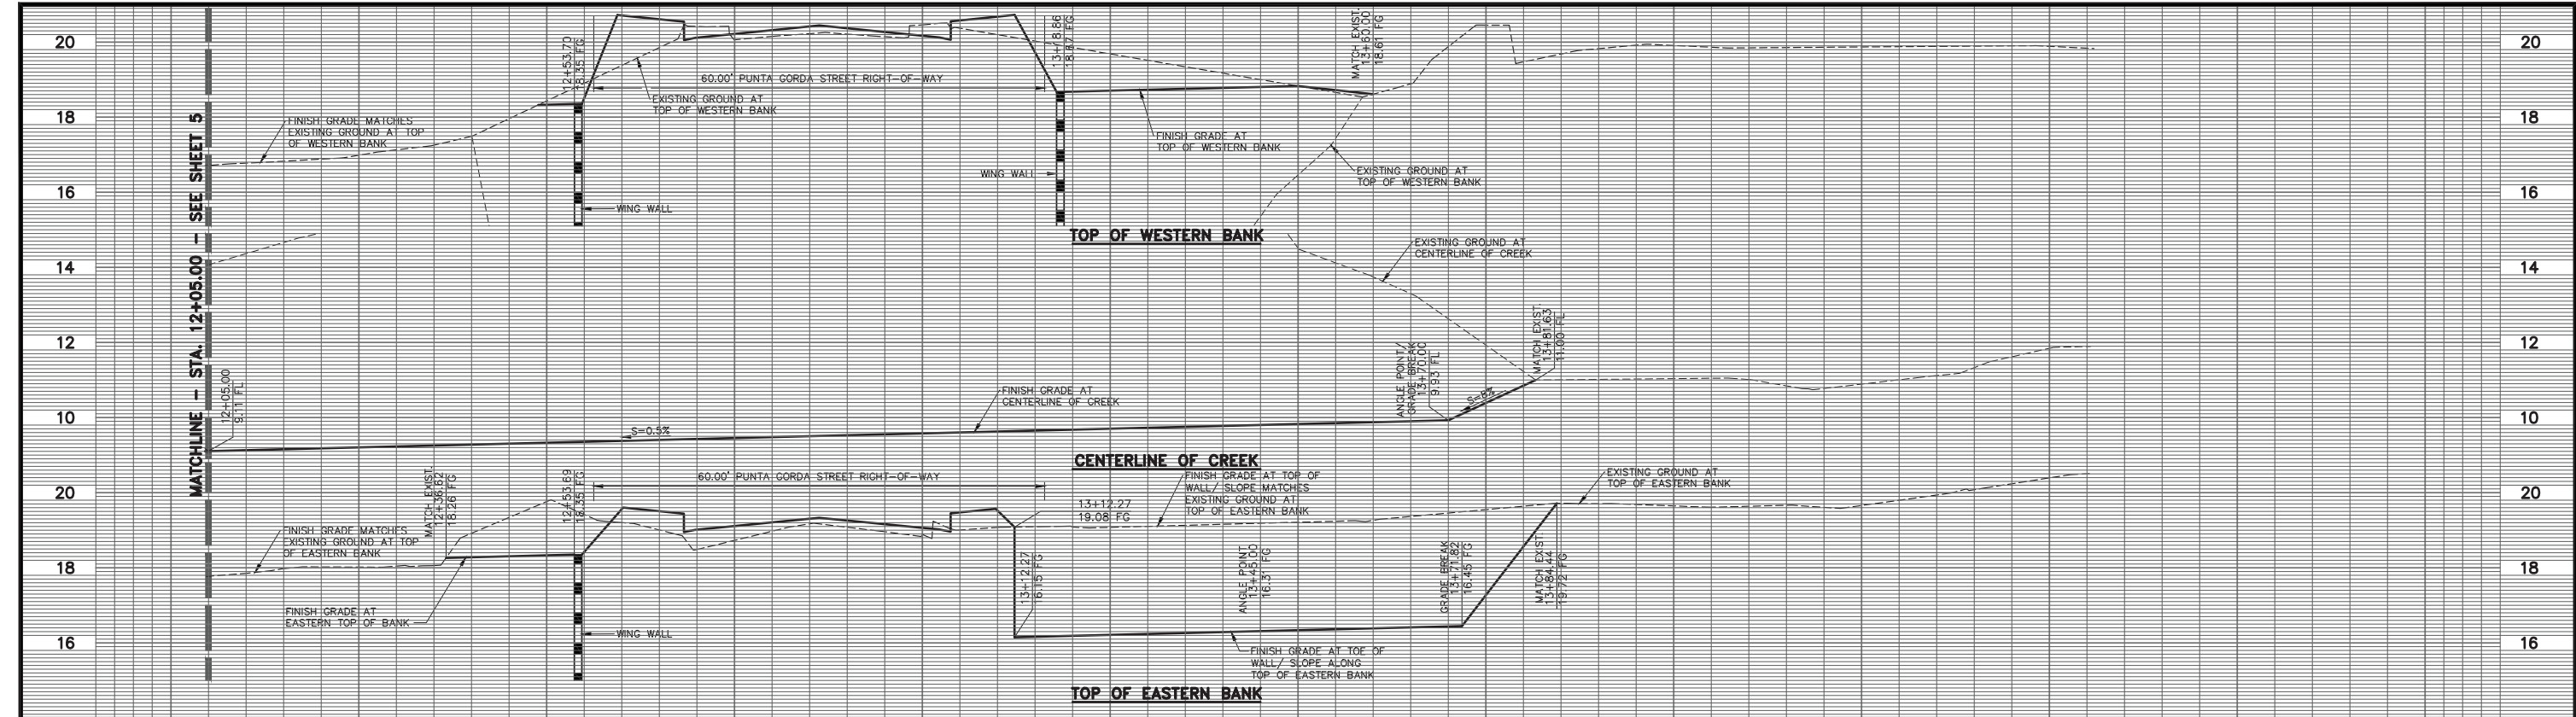 20
18
16
14
12
10
20
18
16
20
18
16
14
12
10
20
18
16
MATCHLINE - STA. 12+05.00 - SEE SHEET 5
12+53.70
18.35 FG
60.00' PUNTA GORDA STREET RIGHT-OF-WAY
EXISTING GROUND AT
TOP OF WESTERN BANK
FINISH GRADE MATCHES
EXISTING GROUND AT TOP
OF WESTERN BANK
WING WALL
WING WALL
FINISH GRADE AT
TOP OF WESTERN BANK
MATCH EXIST.
13+60.00
18.61 FG
EXISTING GROUND AT
TOP OF WESTERN BANK
TOP OF WESTERN BANK
EXISTING GROUND AT
CENTERLINE OF CREEK
12+05.00
9.11 FL
S=0.5%
FINISH GRADE AT
CENTERLINE OF CREEK
ANGLE POINT/
GRADE BREAK
13+70.00
9.93 FL
MATCH EXIST.
13+81.63
11.00 FL
CENTERLINE OF CREEK
MATCH EXIST.
12+36.62
18.26 FG
12+53.69
18.35 FG
60.00' PUNTA GORDA STREET RIGHT-OF-WAY
13+12.27
19.08 FG
FINISH GRADE AT TOP OF
WALL/ SLOPE MATCHES
EXISTING GROUND AT
TOP OF EASTERN BANK
EXISTING GROUND AT
TOP OF EASTERN BANK
FINISH GRADE MATCHES
EXISTING GROUND AT TOP
OF EASTERN BANK
FINISH GRADE AT
EASTERN TOP OF BANK
WING WALL
13+12.27
16.15 FG
ANGLE POINT
13+45.00
16.31 FG
GRADE BREAK
13+71.82
16.45 FG
MATCH EXIST.
13+84.44
19.72 FG
FINISH GRADE AT TOE OF
WALL/ SLOPE ALONG
TOP OF EASTERN BANK
TOP OF EASTERN BANK